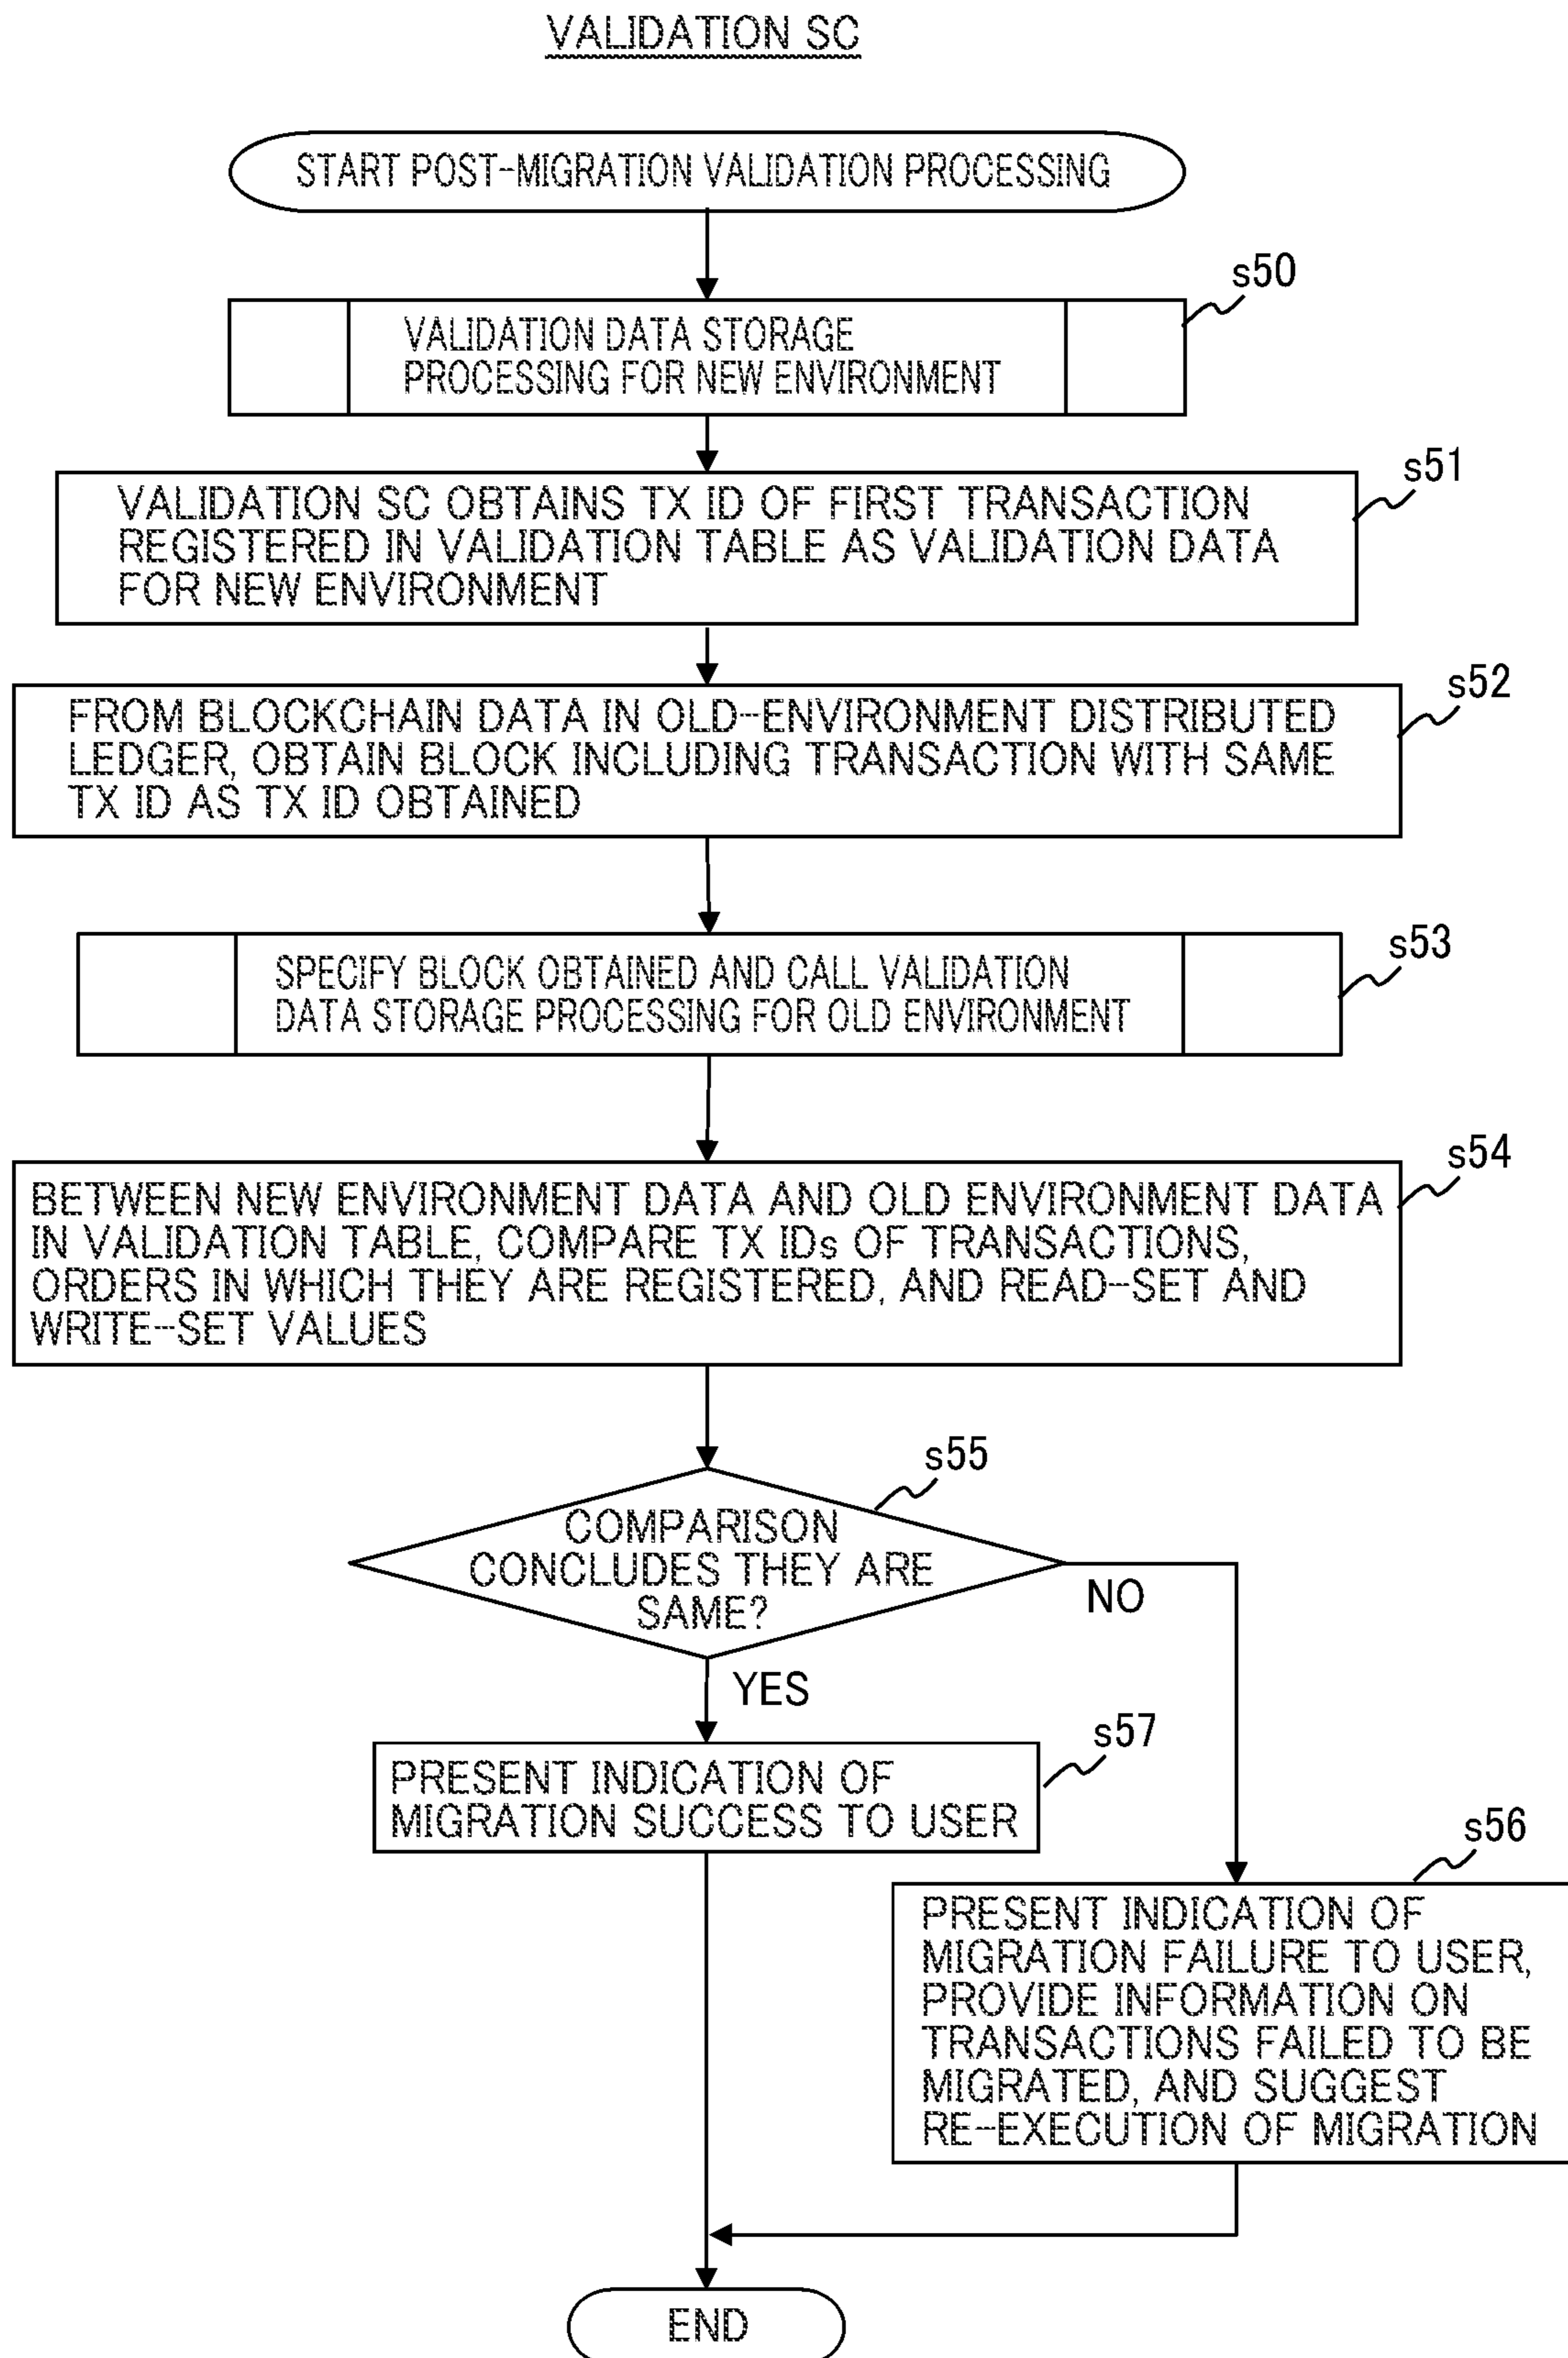 VALIDATION SC
START POST-MIGRATION VALIDATION PROCESSING
s50
VALIDATION DATA STORAGE
PROCESSING FOR NEW ENVIRONMENT
s51
VALIDATION SC OBTAINS TX ID OF FIRST TRANSACTION
REGISTERED IN VALIDATION TABLE AS VALIDATION DATA
FOR NEW ENVIRONMENT
s52
FROM BLOCKCHAIN DATA IN OLD-ENVIRONMENT DISTRIBUTED
LEDGER, OBTAIN BLOCK INCLUDING TRANSACTION WITH SAME
TX ID AS TX ID OBTAINED
s53
SPECIFY BLOCK OBTAINED AND CALL VALIDATION
DATA STORAGE PROCESSING FOR OLD ENVIRONMENT
s54
BETWEEN NEW ENVIRONMENT DATA AND OLD ENVIRONMENT DATA
IN VALIDATION TABLE, COMPARE TX IDs OF TRANSACTIONS,
ORDERS IN WHICH THEY ARE REGISTERED, AND READ-SET AND
WRITE-SET VALUES
s55
COMPARISON
CONCLUDES THEY ARE
SAME?
NO
YES
s57
PRESENT INDICATION OF
MIGRATION SUCCESS TO USER
s56
PRESENT INDICATION OF
MIGRATION FAILURE TO USER,
PROVIDE INFORMATION ON
TRANSACTIONS FAILED TO BE
MIGRATED, AND SUGGEST
RE-EXECUTION OF MIGRATION
END